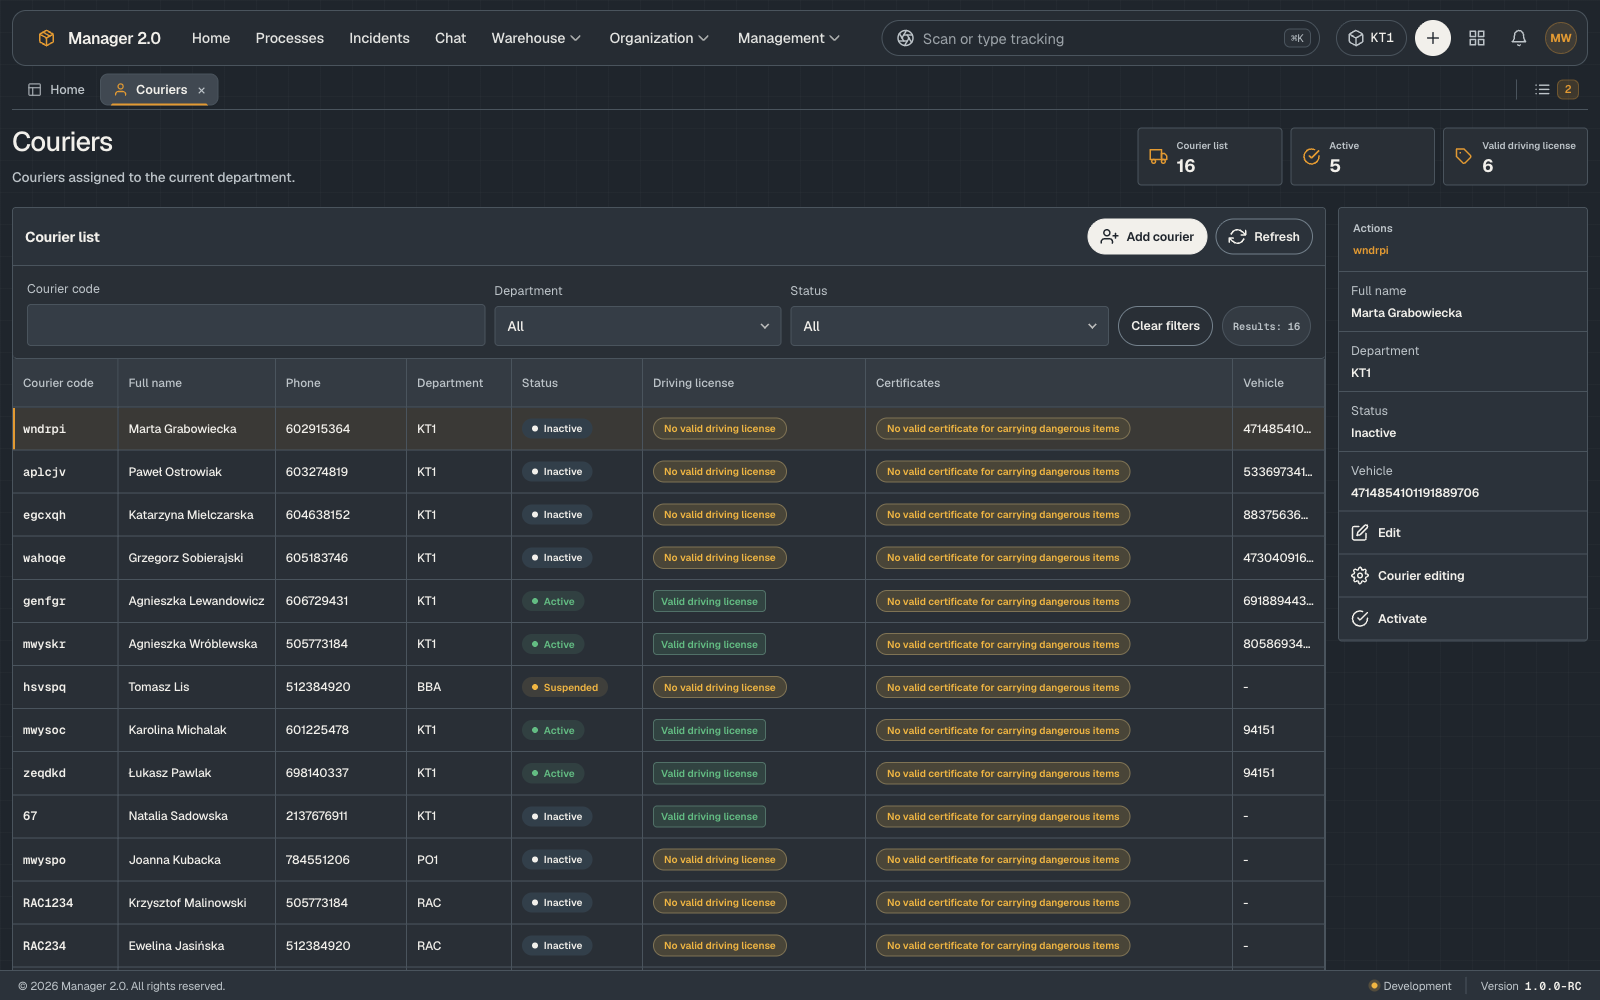 Manager 2.0 Home Processes Incidents Chat Warehouse Organization Management Scan or type tracking ⌘K KT1 + MW
Home Couriers × 2
Couriers
Couriers assigned to the current department.
Courier list
16
Active
5
Valid driving license
6
Courier list Add courier Refresh
Courier code Department Status
All All Clear filters Results: 16
Courier code Full name Phone Department Status Driving license Certificates Vehicle
wndrpi Marta Grabowiecka 602915364 KT1 Inactive No valid driving license No valid certificate for carrying dangerous items 471485410...
aplcjv Paweł Ostrowiak 603274819 KT1 Inactive No valid driving license No valid certificate for carrying dangerous items 533697341...
egcxqh Katarzyna Mielczarska 604638152 KT1 Inactive No valid driving license No valid certificate for carrying dangerous items 88375636...
wahoqe Grzegorz Sobierajski 605183746 KT1 Inactive No valid driving license No valid certificate for carrying dangerous items 473040916...
genfgr Agnieszka Lewandowicz 606729431 KT1 Active Valid driving license No valid certificate for carrying dangerous items 691889443...
mwyskr Agnieszka Wróblewska 505773184 KT1 Active Valid driving license No valid certificate for carrying dangerous items 80586934...
hsvspq Tomasz Lis 512384920 BBA Suspended No valid driving license No valid certificate for carrying dangerous items -
mwysoc Karolina Michalak 601225478 KT1 Active Valid driving license No valid certificate for carrying dangerous items 94151
zeqdkd Łukasz Pawlak 698140337 KT1 Active Valid driving license No valid certificate for carrying dangerous items 94151
67 Natalia Sadowska 2137676911 KT1 Inactive Valid driving license No valid certificate for carrying dangerous items -
mwyspo Joanna Kubacka 784551206 PO1 Inactive No valid driving license No valid certificate for carrying dangerous items -
RAC1234 Krzysztof Malinowski 505773184 RAC Inactive No valid driving license No valid certificate for carrying dangerous items -
RAC234 Ewelina Jasińska 512384920 RAC Inactive No valid driving license No valid certificate for carrying dangerous items -
Actions
wndrpi
Full name
Marta Grabowiecka
Department
KT1
Status
Inactive
Vehicle
4714854101191889706
Edit
Courier editing
Activate
© 2026 Manager 2.0. All rights reserved. Development Version 1.0.0-RC